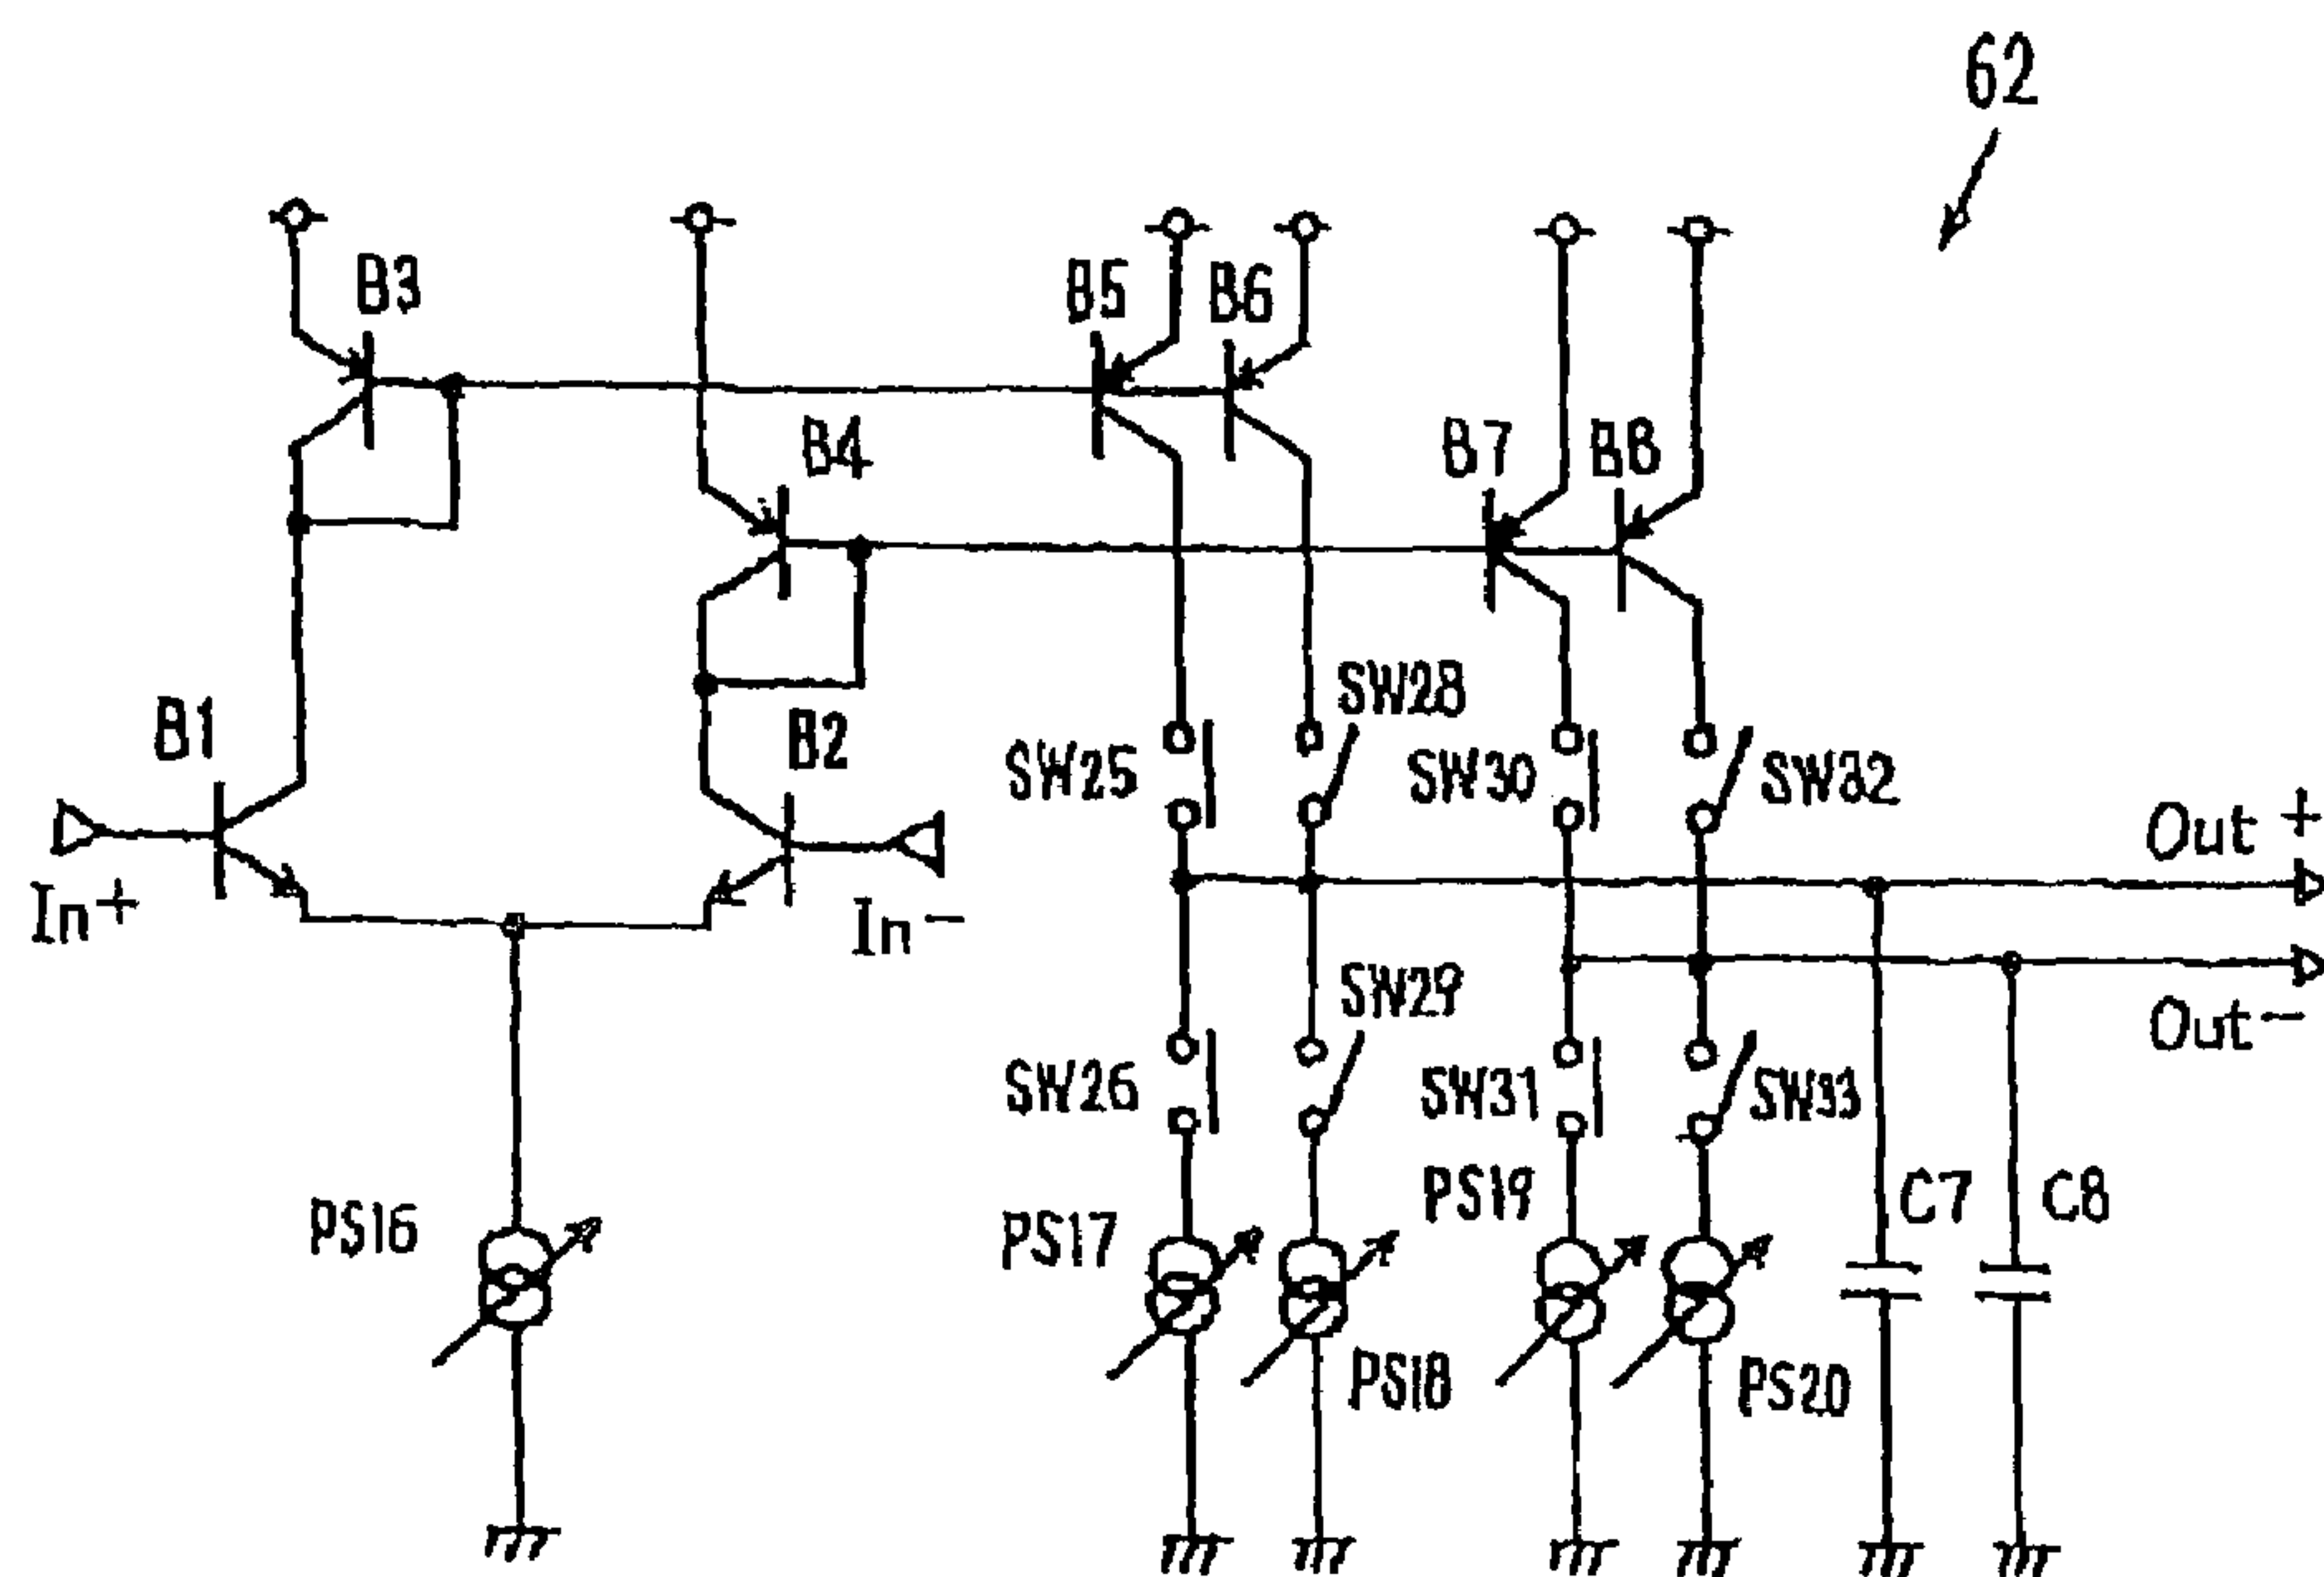 62
B3
B5
B6
B4
B7
B8
B1
B2
SW28
SW25
SW30
SW32
Out +
In+
In-
SW29
Out-
SW26
SW31
SW33
PS16
PS17
PS19
C7
C8
PS18
PS20